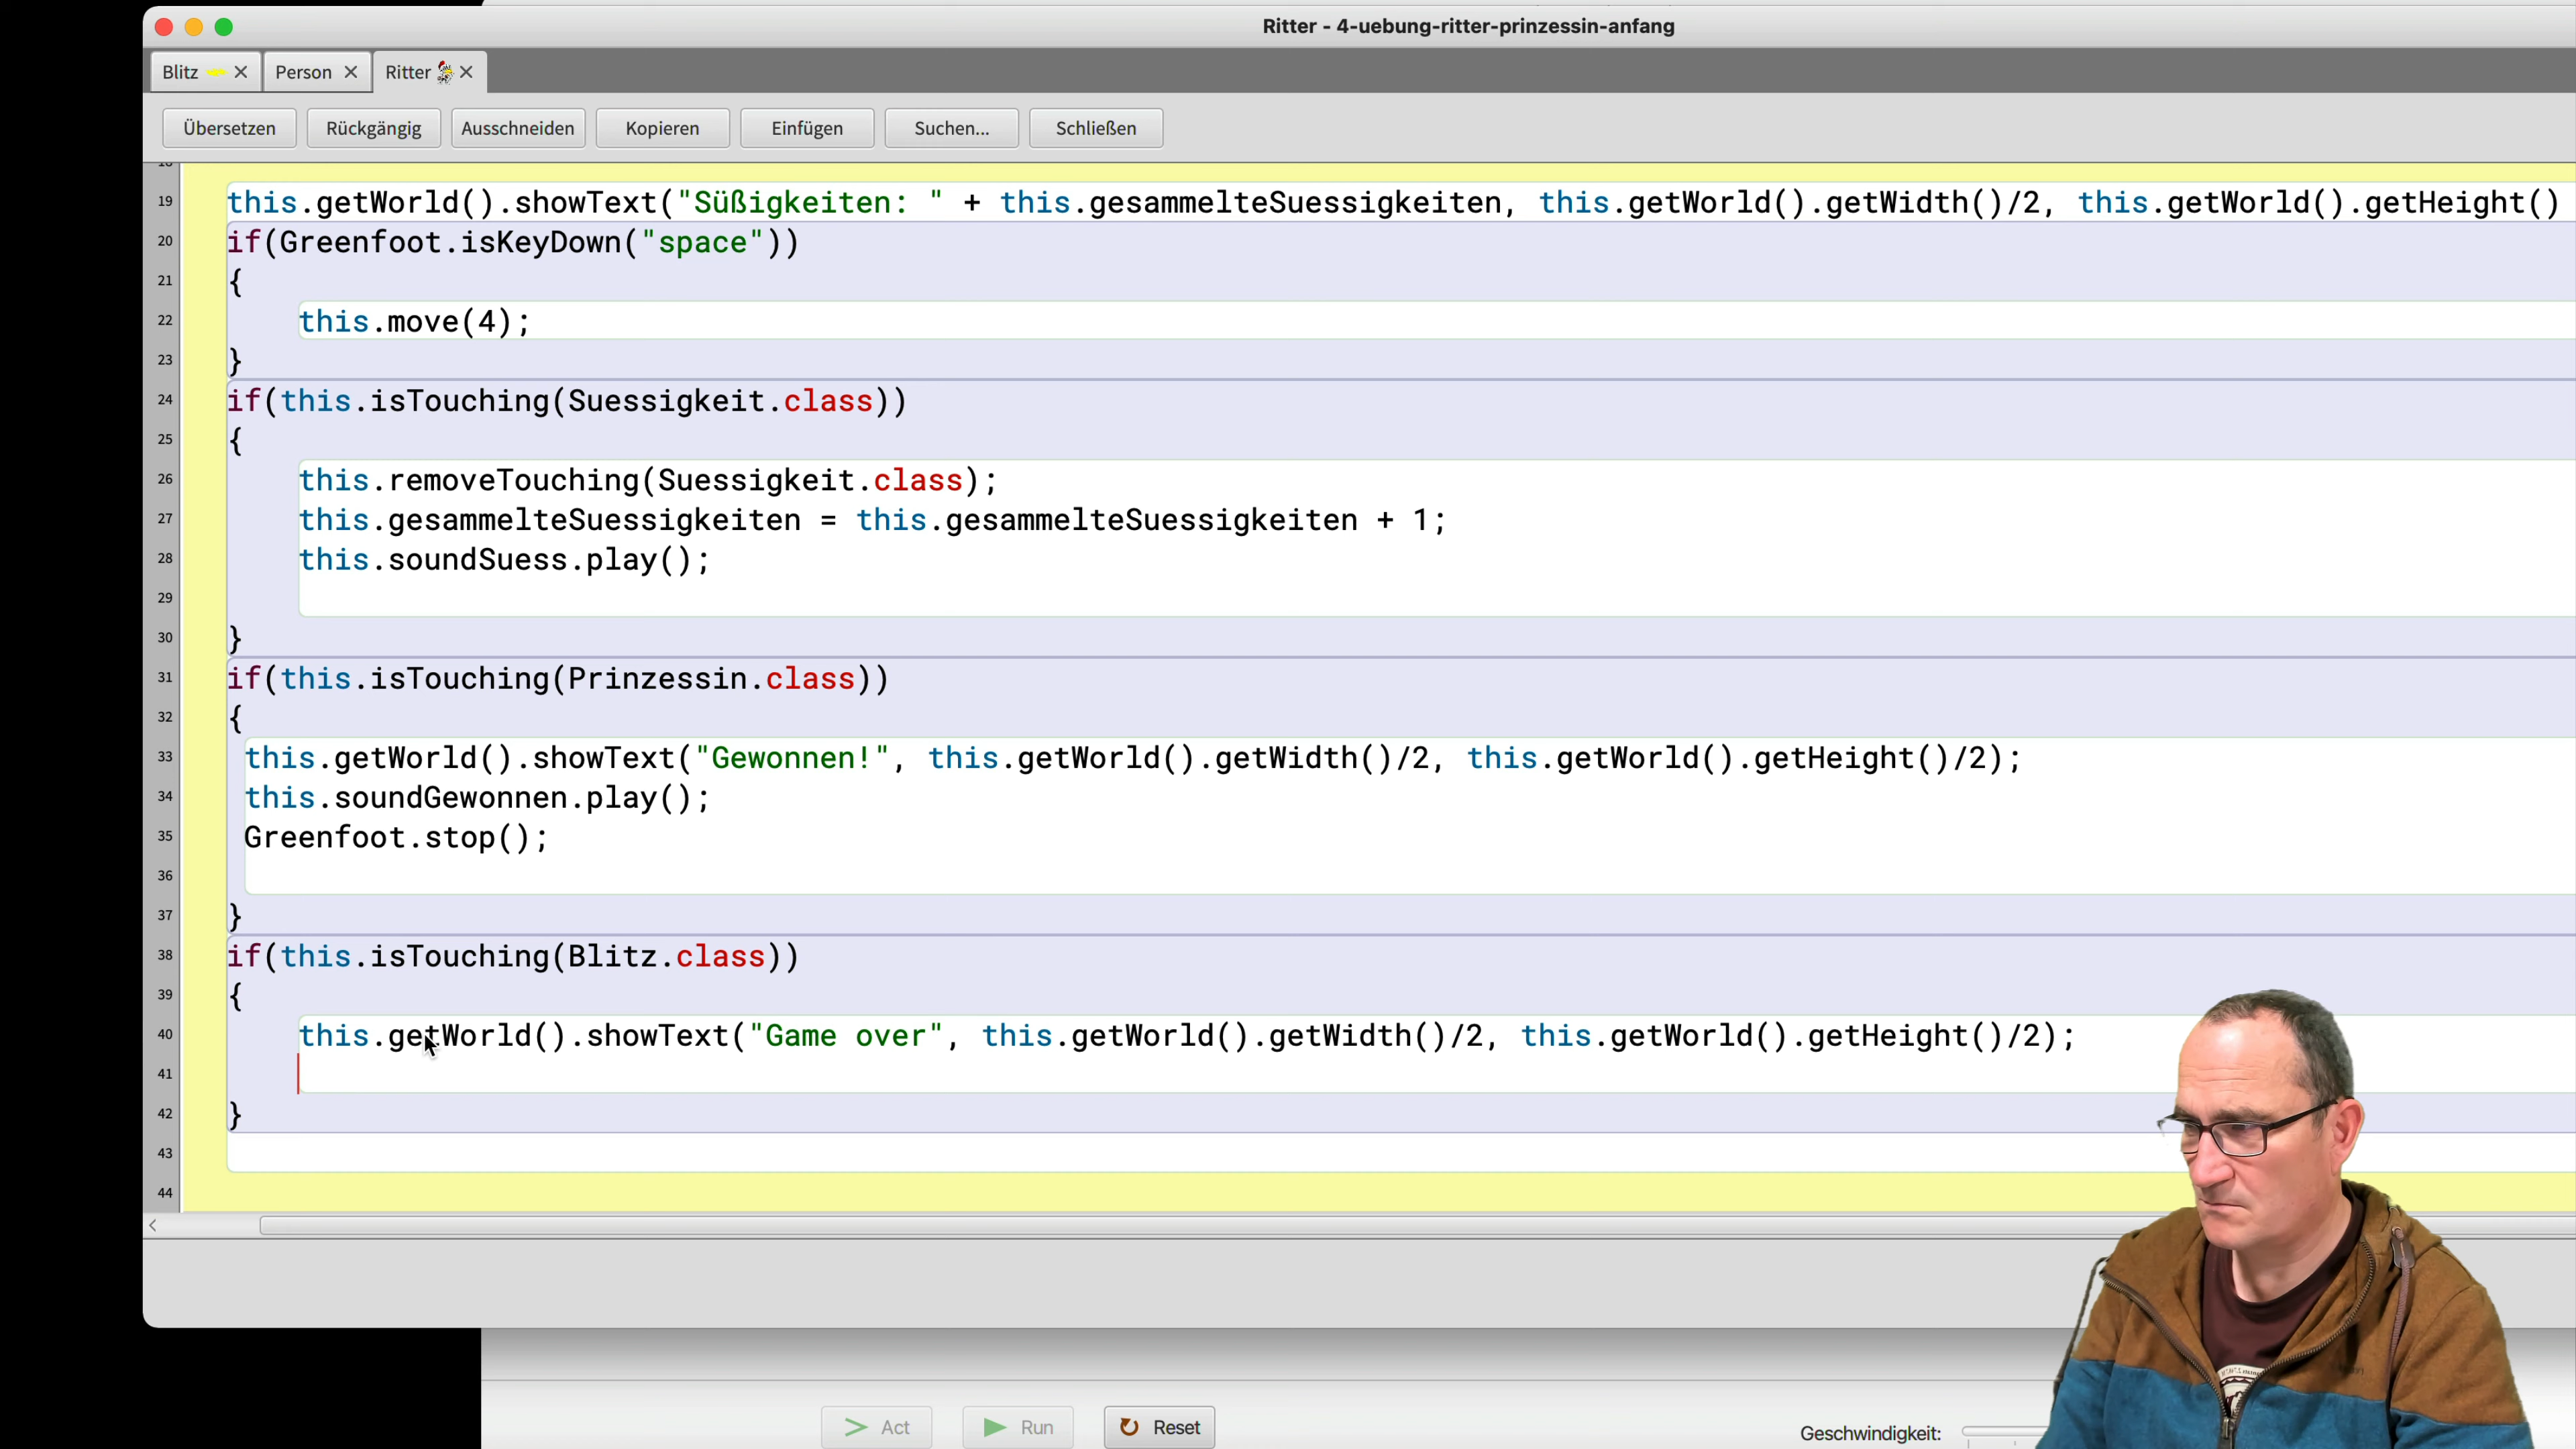 Ritter - 4-uebung-ritter-prinzessin-anfang
Blitz Person Ritter
Übersetzen Rückgängig Ausschneiden Kopieren Einfügen Suchen... Schließen
19 this.getWorld().showText("Süßigkeiten: " + this.gesammelteSuessigkeiten, this.getWorld().getWidth()/2, this.getWorld().getHeight()
20 if(Greenfoot.isKeyDown("space"))
21 {
22 this.move(4);
23 }
24 if(this.isTouching(Suessigkeit.class))
25 {
26 this.removeTouching(Suessigkeit.class);
27 this.gesammelteSuessigkeiten = this.gesammelteSuessigkeiten + 1;
28 this.soundSuess.play();
29
30 }
31 if(this.isTouching(Prinzessin.class))
32 {
33 this.getWorld().showText("Gewonnen!", this.getWorld().getWidth()/2, this.getWorld().getHeight()/2);
34 this.soundGewonnen.play();
35 Greenfoot.stop();
36
37 }
38 if(this.isTouching(Blitz.class))
39 {
40 this.getWorld().showText("Game over", this.getWorld().getWidth()/2, this.getWorld().getHeight()/2);
41
42 }
43
44
Act Run Reset Geschwindigkeit: